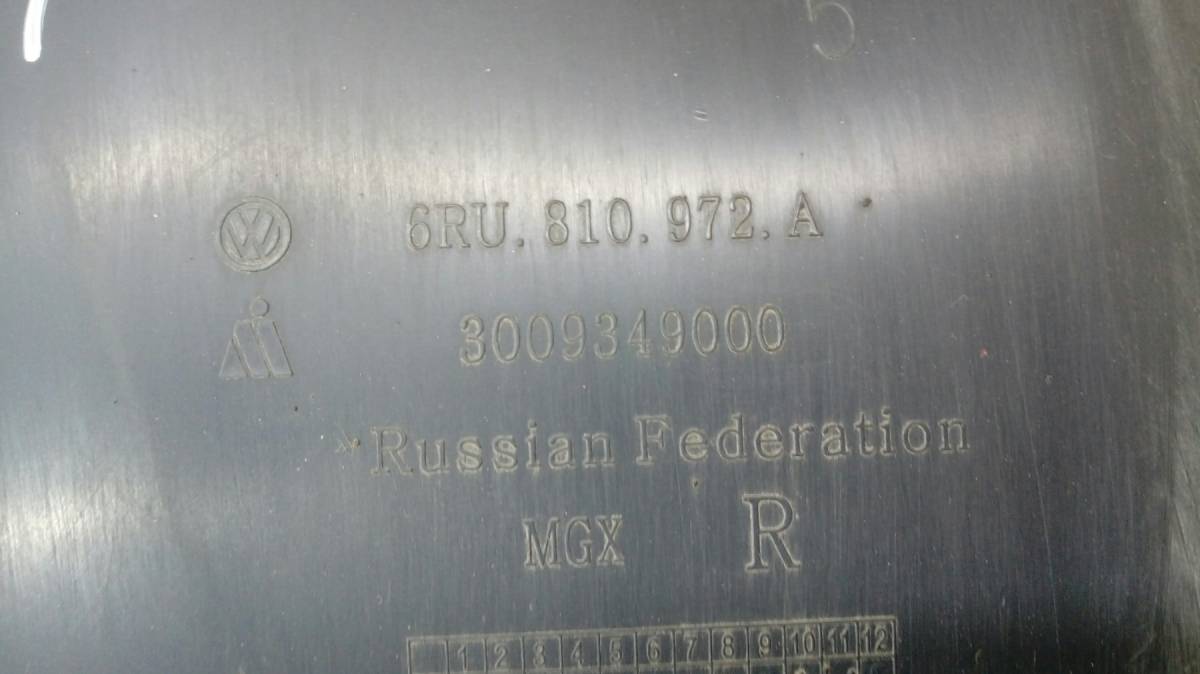 5
6RU.810.972.A
3009349000
Russian Federation
MGX R
1 2 3 4 5 6 7 8 9 10 11 12